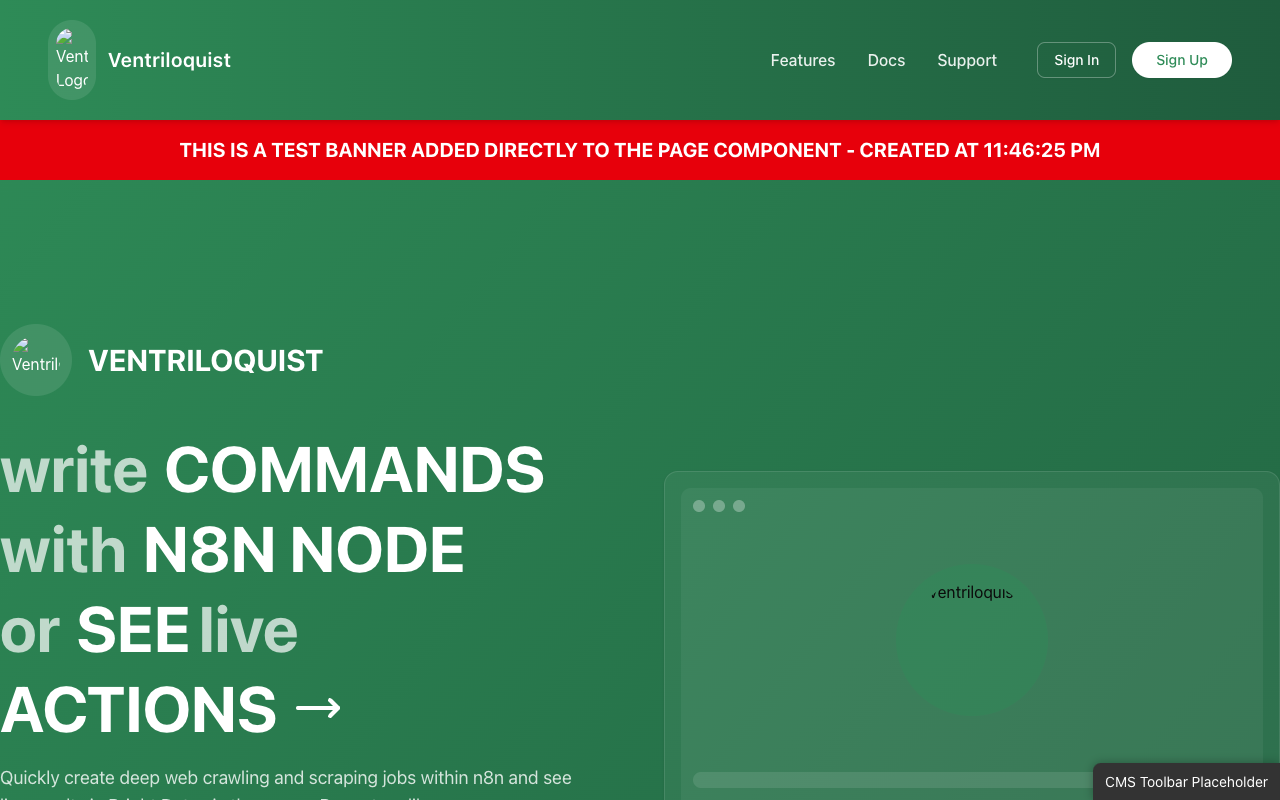 Vent
Logo
Ventriloquist
Features
Docs
Support
Sign In
Sign Up
THIS IS A TEST BANNER ADDED DIRECTLY TO THE PAGE COMPONENT - CREATED AT 11:46:25 PM
Ventril
VENTRILOQUIST
write COMMANDS
with N8N NODE
or SEE live
ACTIONS →
ventriloquis
Quickly create deep web crawling and scraping jobs within n8n and see
CMS Toolbar Placeholder